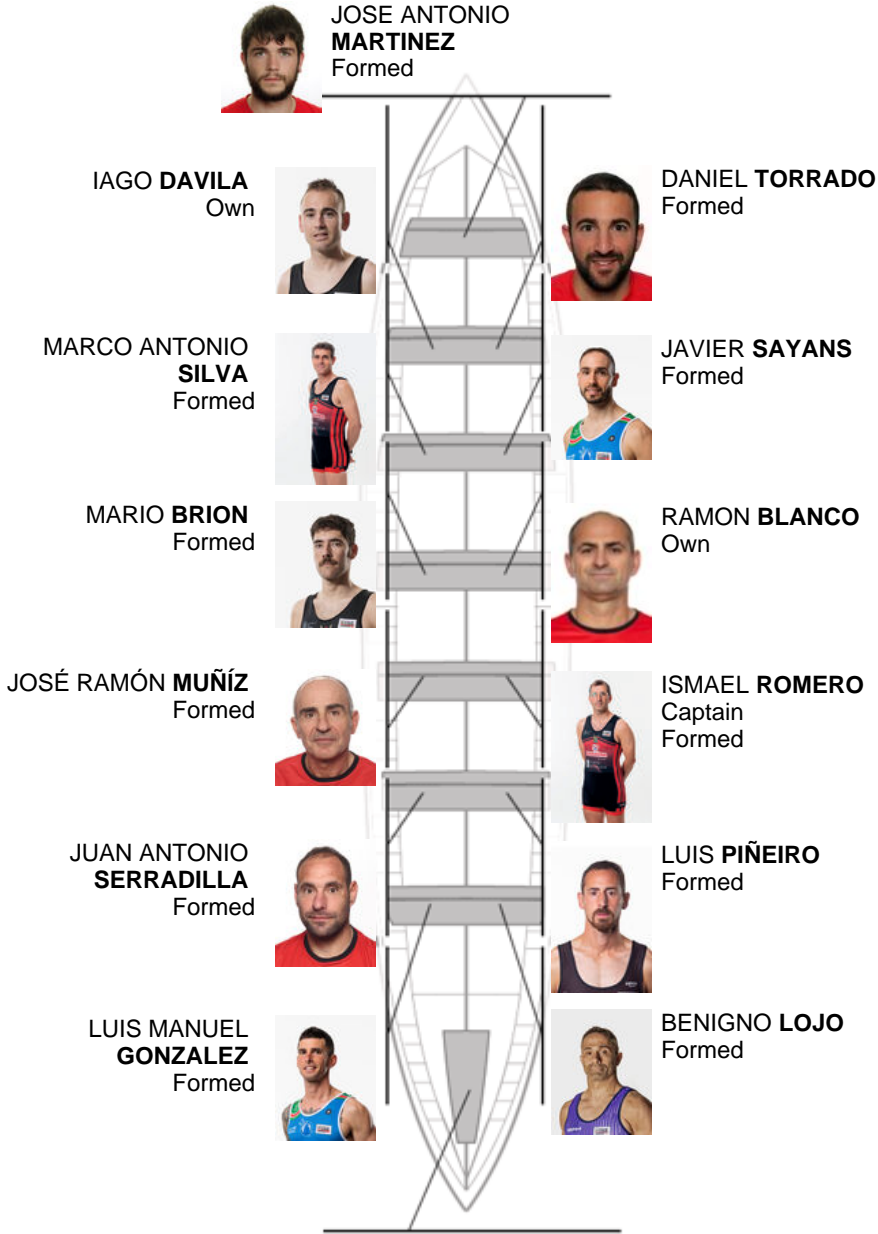 JOSE ANTONIO
MARTINEZ
Formed
IAGO DAVILA
Own
DANIEL TORRADO
Formed
MARCO ANTONIO
SILVA
Formed
JAVIER SAYANS
Formed
MARIO BRION
Formed
RAMON BLANCO
Own
JOSÉ RAMÓN MUÑÍZ
Formed
ISMAEL ROMERO
Captain
Formed
JUAN ANTONIO
SERRADILLA
Formed
LUIS PIÑEIRO
Formed
LUIS MANUEL
GONZALEZ
Formed
BENIGNO LOJO
Formed